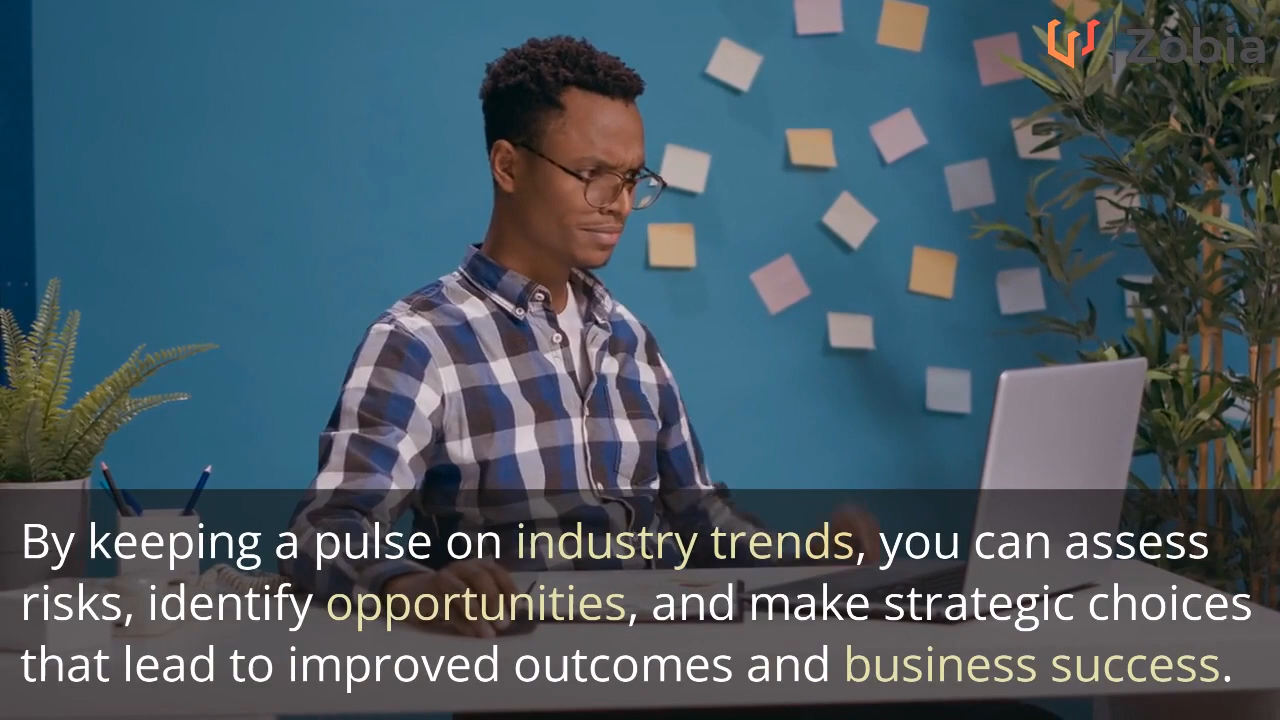 Zobia
By keeping a pulse on industry trends, you can assess
risks, identify opportunities, and make strategic choices
that lead to improved outcomes and business success.